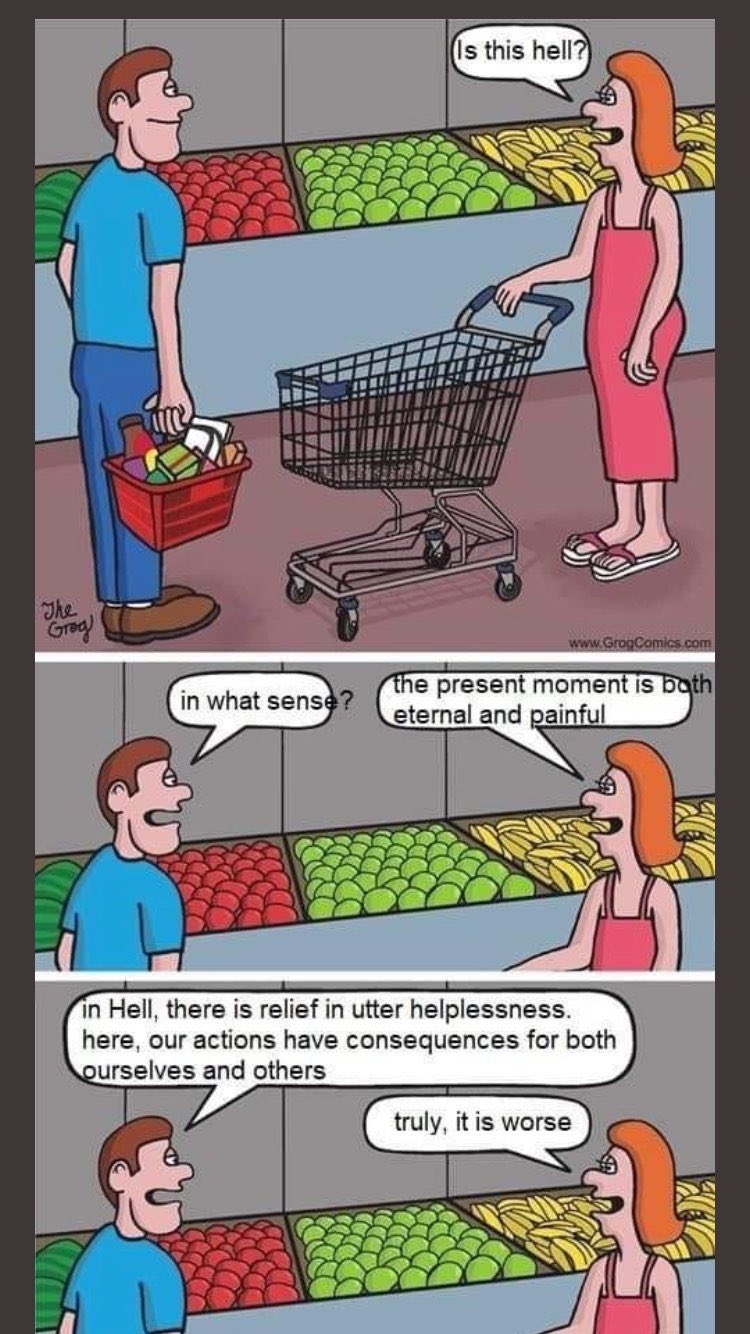 Is this hell?
The
Grog
www.GrogComics.com
in what sense?
the present moment is both
eternal and painful
in Hell, there is relief in utter helplessness.
here, our actions have consequences for both
ourselves and others
truly, it is worse